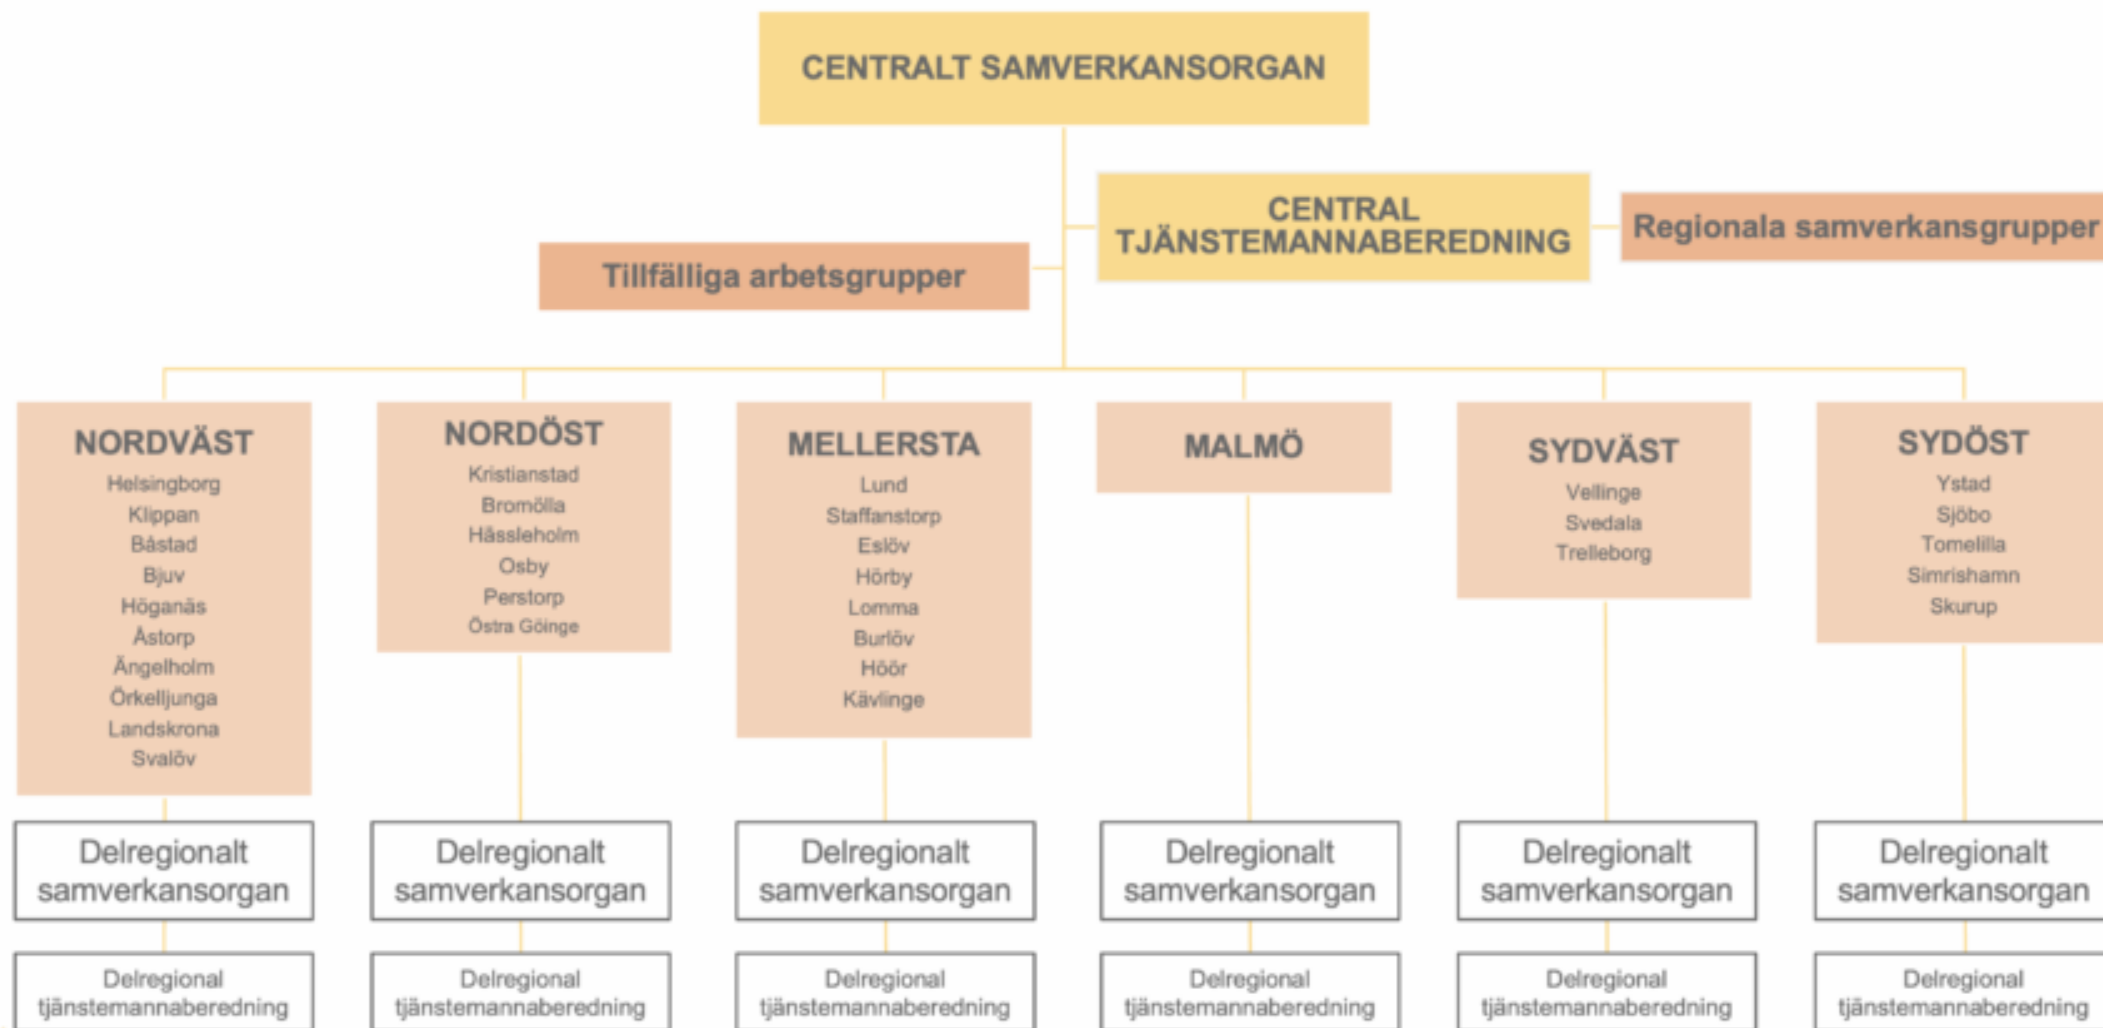 CENTRALT SAMVERKANSORGAN
CENTRAL
TJÄNSTEMANNABEREDNING
Regionala samverkansgrupper
Tillfälliga arbetsgrupper
NORDVÄST
Helsingborg
Klippan
Båstad
Bjuv
Höganäs
Åstorp
Ängelholm
Örkelljunga
Landskrona
Svalöv
NORDÖST
Kristianstad
Bromölla
Hässleholm
Osby
Perstorp
Östra Göinge
MELLERSTA
Lund
Staffanstorp
Eslöv
Hörby
Lomma
Burlöv
Höör
Kävlinge
MALMÖ
SYDVÄST
Vellinge
Svedala
Trelleborg
SYDÖST
Ystad
Sjöbo
Tomelilla
Simrishamn
Skurup
Delregionalt
samverkansorgan
Delregionalt
samverkansorgan
Delregionalt
samverkansorgan
Delregionalt
samverkansorgan
Delregionalt
samverkansorgan
Delregionalt
samverkansorgan
Delregional
tjänstemannaberedning
Delregional
tjänstemannaberedning
Delregional
tjänstemannaberedning
Delregional
tjänstemannaberedning
Delregional
tjänstemannaberedning
Delregional
tjänstemannaberedning